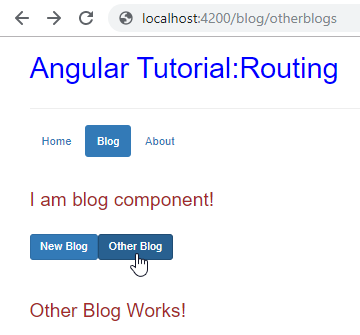 localhost:4200/blog/otherblogs
Angular Tutorial:Routing
Home Blog About
I am blog component!
New Blog Other Blog
Other Blog Works!